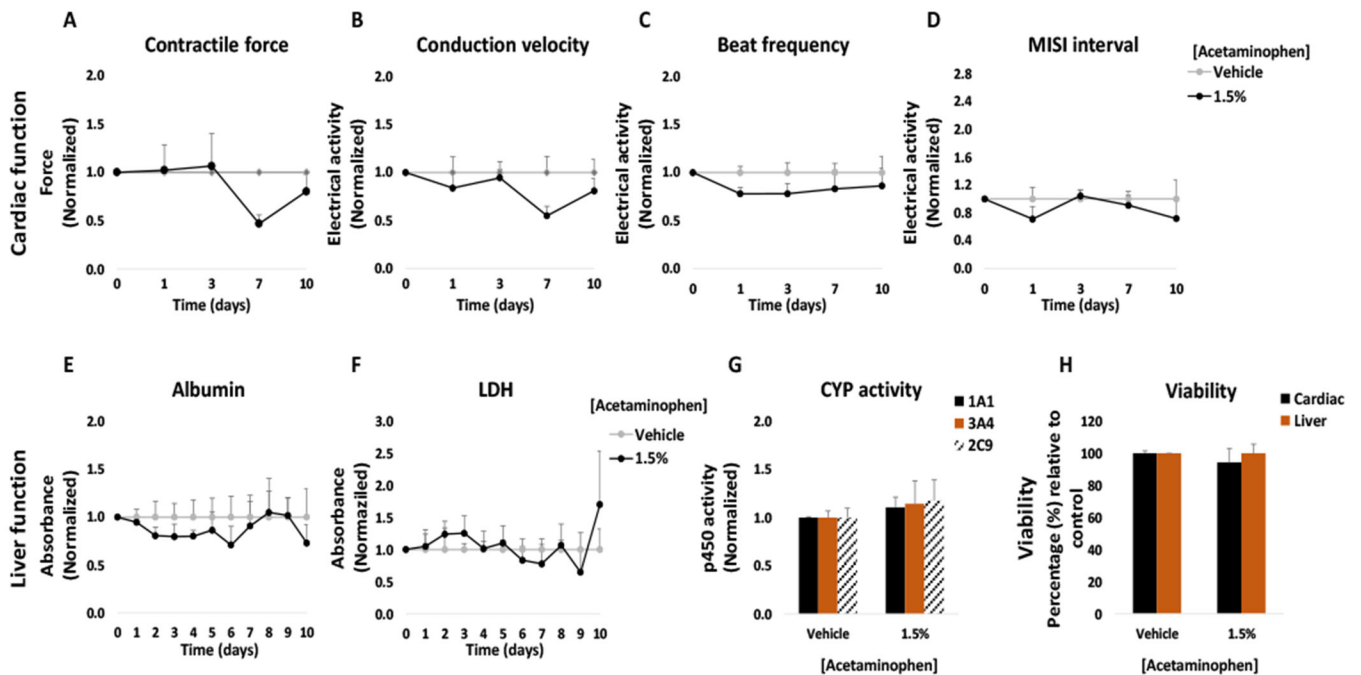 A
Contractile force
Cardiac function
Force
(Normalized)
2.0
1.5
1.0
0.5
0.0
0 1 3 7 10
Time (days)
B
Conduction velocity
Electrical activity
(Normalized)
2.0
1.5
1.0
0.5
0.0
0 1 3 7 10
Time (days)
C
Beat frequency
Electrical activity
(Normalized)
2.0
1.5
1.0
0.5
0.0
0 1 3 7 10
Time (days)
D
MISI interval
Electrical activity
(Normalized)
2.8
2.4
2.0
1.6
1.2
0.8
0.4
0.0
0 1 3 7 10
Time (days)
[Acetaminophen]
Vehicle
1.5%
E
Albumin
Liver function
Absorbance
(Normalized)
2.0
1.5
1.0
0.5
0.0
0 1 2 3 4 5 6 7 8 9 10
Time (days)
F
LDH
Absorbance
(Normaziled)
3.0
2.5
2.0
1.5
1.0
0.5
0.0
0 1 2 3 4 5 6 7 8 9 10
Time (days)
[Acetaminophen]
Vehicle
1.5%
G
CYP activity
p450 activity
(Normalized)
2.0
1.5
1.0
0.5
0.0
Vehicle 1.5%
[Acetaminophen]
1A1
3A4
2C9
H
Viability
Viability
Percentage (%) relative to
control
120
100
80
60
40
20
0
Vehicle 1.5%
[Acetaminophen]
Cardiac
Liver